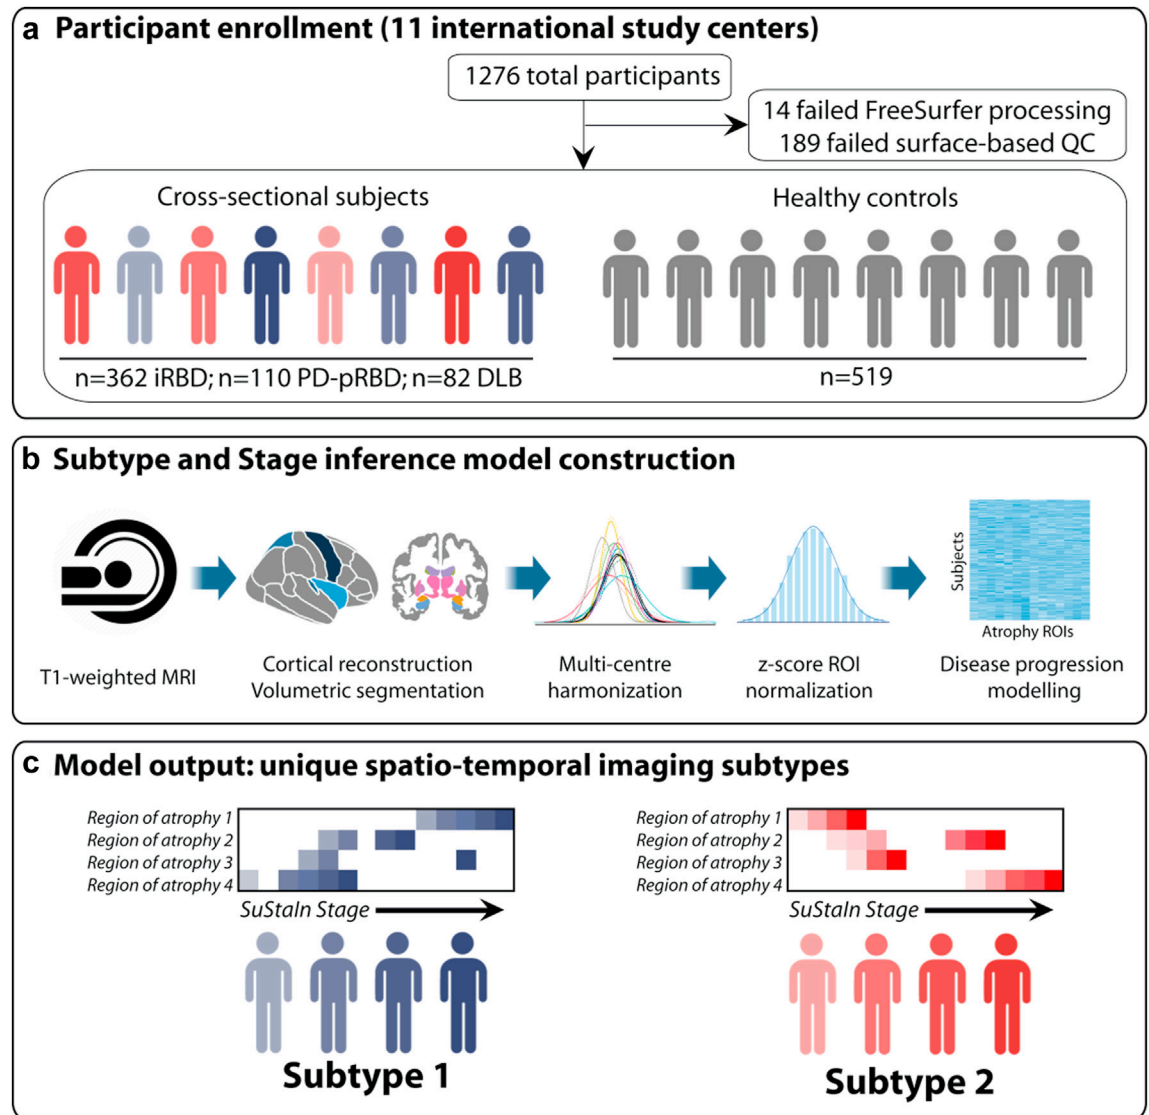 a Participant enrollment (11 international study centers)
1276 total participants
14 failed FreeSurfer processing
189 failed surface-based QC
Cross-sectional subjects
Healthy controls
n=362 iRBD; n=110 PD-pRBD; n=82 DLB
n=519
b Subtype and Stage inference model construction
Subjects
Atrophy ROIs
T1-weighted MRI
Cortical reconstruction
Volumetric segmentation
Multi-centre
harmonization
z-score ROI
normalization
Disease progression
modelling
c Model output: unique spatio-temporal imaging subtypes
Region of atrophy 1
Region of atrophy 2
Region of atrophy 3
Region of atrophy 4
SuStaIn Stage
Subtype 1
Region of atrophy 1
Region of atrophy 2
Region of atrophy 3
Region of atrophy 4
SuStaIn Stage
Subtype 2